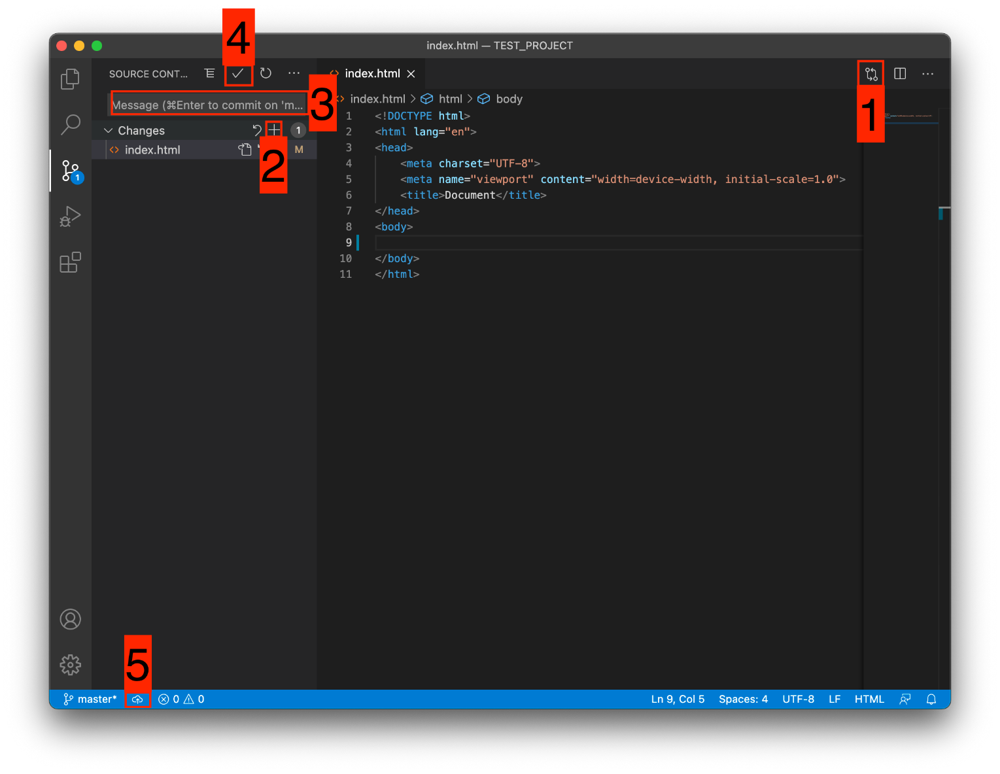 4
index.html — TEST_PROJECT
SOURCE CONT...
index.html
Message (⌘Enter to commit on 'm...
3
index.html > html > body
1
Changes
1
index.html
M
2
1 <!DOCTYPE html>
2 <html lang="en">
3 <head>
4 <meta charset="UTF-8">
5 <meta name="viewport" content="width=device-width, initial-scale=1.0">
6 <title>Document</title>
7 </head>
8 <body>
9
10 </body>
11 </html>
1
5
master*
0
0
Ln 9, Col 5
Spaces: 4
UTF-8
LF
HTML